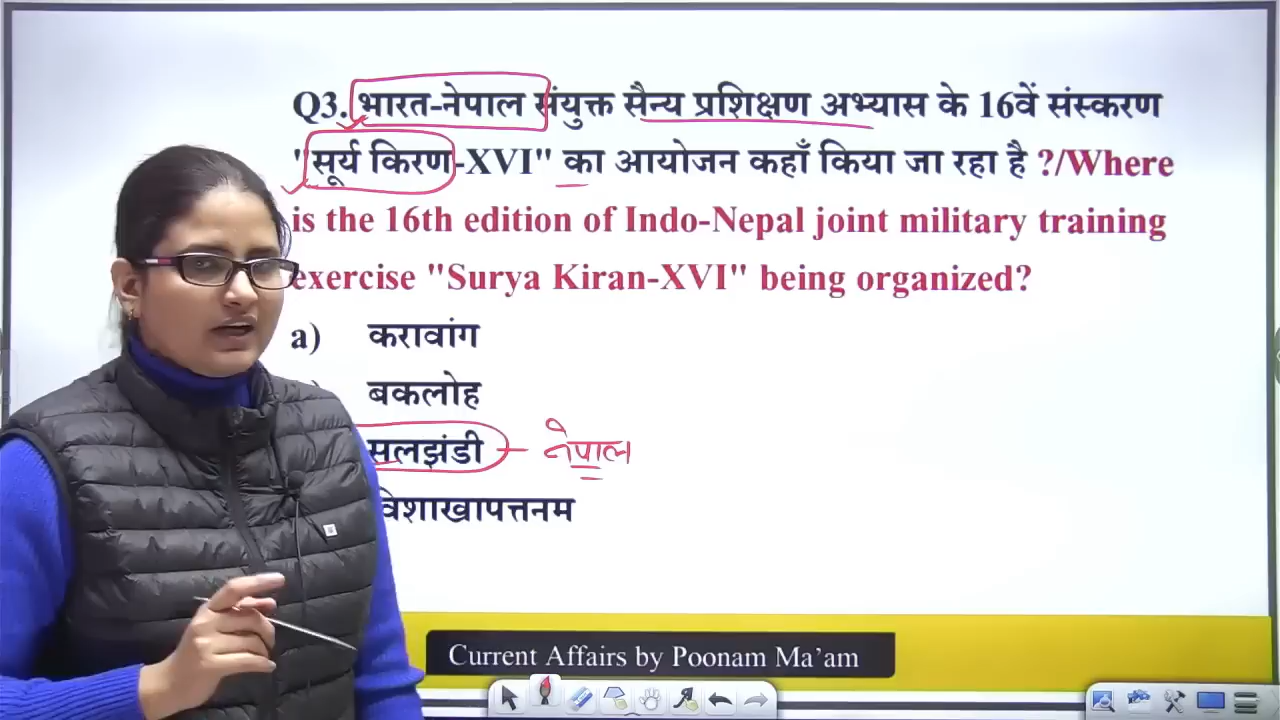 Q3. भारत-नेपाल संयुक्त सैन्य प्रशिक्षण अभ्यास के 16वें संस्करण
"सूर्य किरण-XVI" का आयोजन कहाँ किया जा रहा है ?/Where
is the 16th edition of Indo-Nepal joint military training
exercise "Surya Kiran-XVI" being organized?
a) करावांग
बकलोह
सलझंडी – नेपाल
विशाखापत्तनम
Current Affairs by Poonam Ma'am